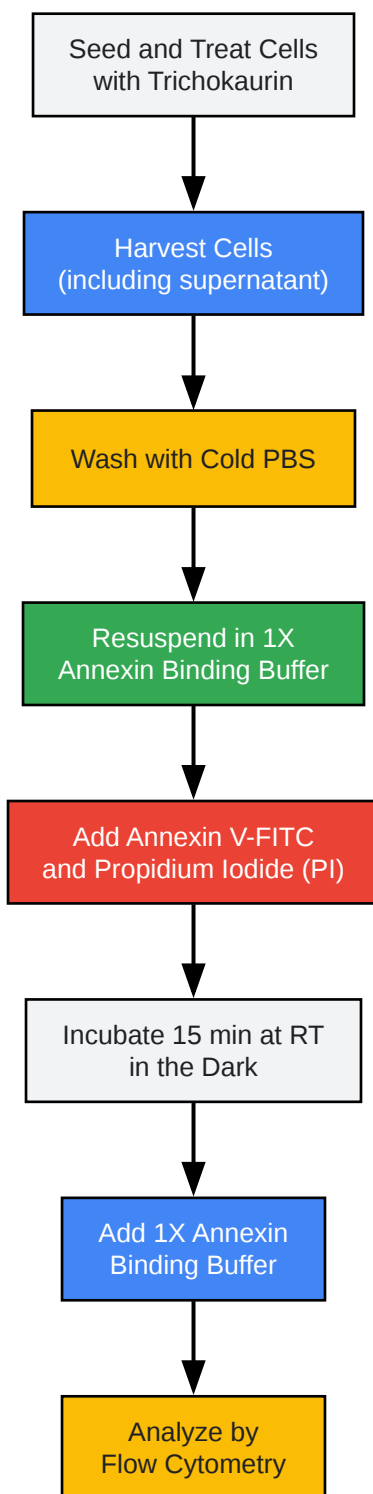 Seed and Treat Cells
with Trichokaurin
Harvest Cells
(including supernatant)
Wash with Cold PBS
Resuspend in 1X
Annexin Binding Buffer
Add Annexin V-FITC
and Propidium Iodide (PI)
Incubate 15 min at RT
in the Dark
Add 1X Annexin
Binding Buffer
Analyze by
Flow Cytometry